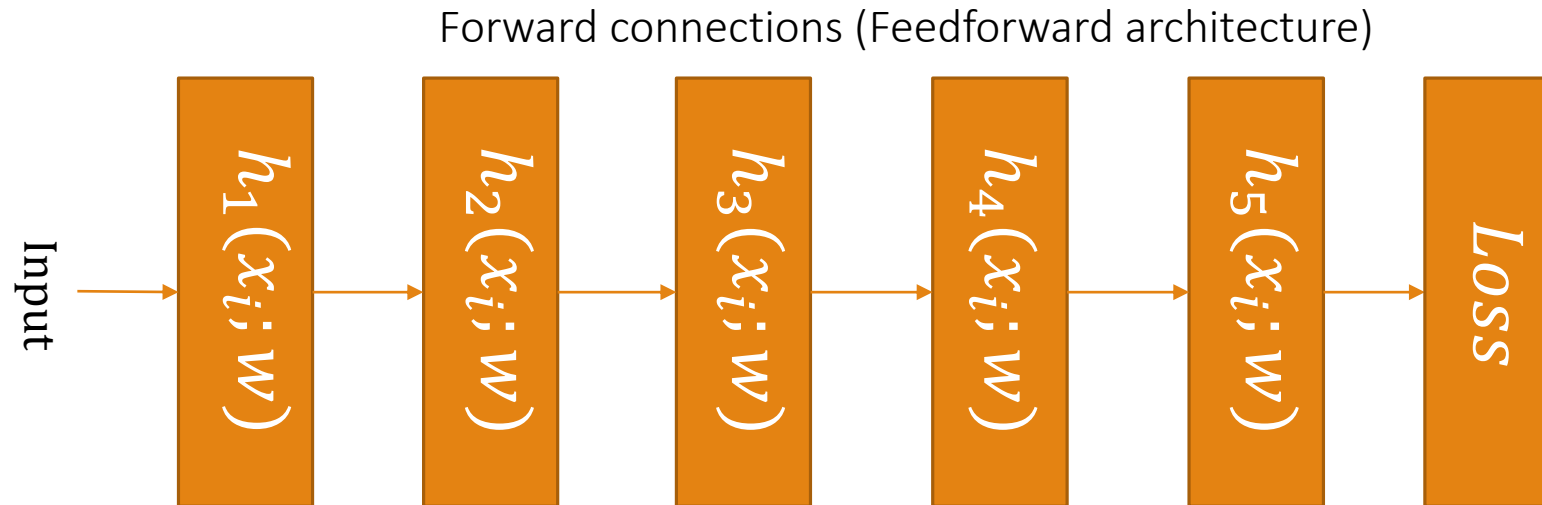 Forward connections (Feedforward architecture)
Input
h₁(xᵢ; w)
h₂(xᵢ; w)
h₃(xᵢ; w)
h₄(xᵢ; w)
h₅(xᵢ; w)
Loss